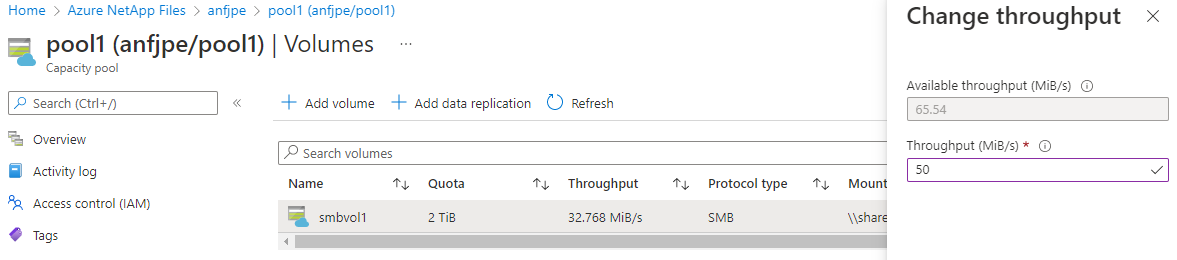 Home > Azure NetApp Files > anfjpe > pool1 (anfjpe/pool1)
pool1 (anfjpe/pool1) | Volumes ...
Capacity pool
Search (Ctrl+/) «
Overview
Activity log
Access control (IAM)
Tags
+ Add volume + Add data replication Refresh
Search volumes
Name ↑↓ Quota ↑↓ Throughput ↑↓ Protocol type ↑↓ Mount
smbvol1 2 TiB 32.768 MiB/s SMB \\share
Change throughput
Available throughput (MiB/s)
65.54
Throughput (MiB/s) *
50